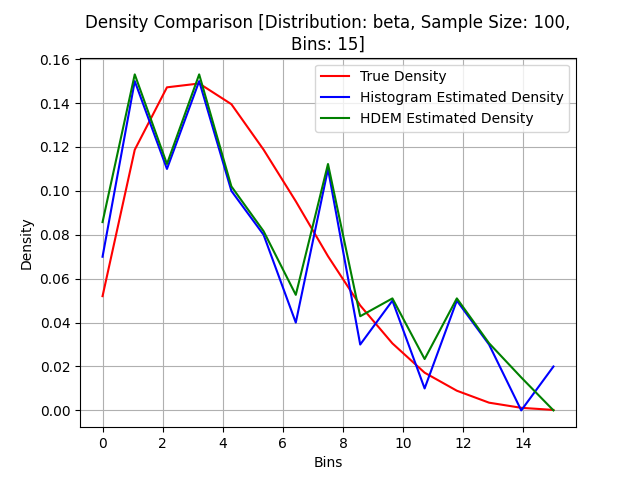 Density Comparison [Distribution: beta, Sample Size: 100,
Bins: 15]
0.16
0.14
0.12
0.10
0.08
0.06
0.04
0.02
0.00
Density
True Density
Histogram Estimated Density
HDEM Estimated Density
0 2 4 6 8 10 12 14
Bins